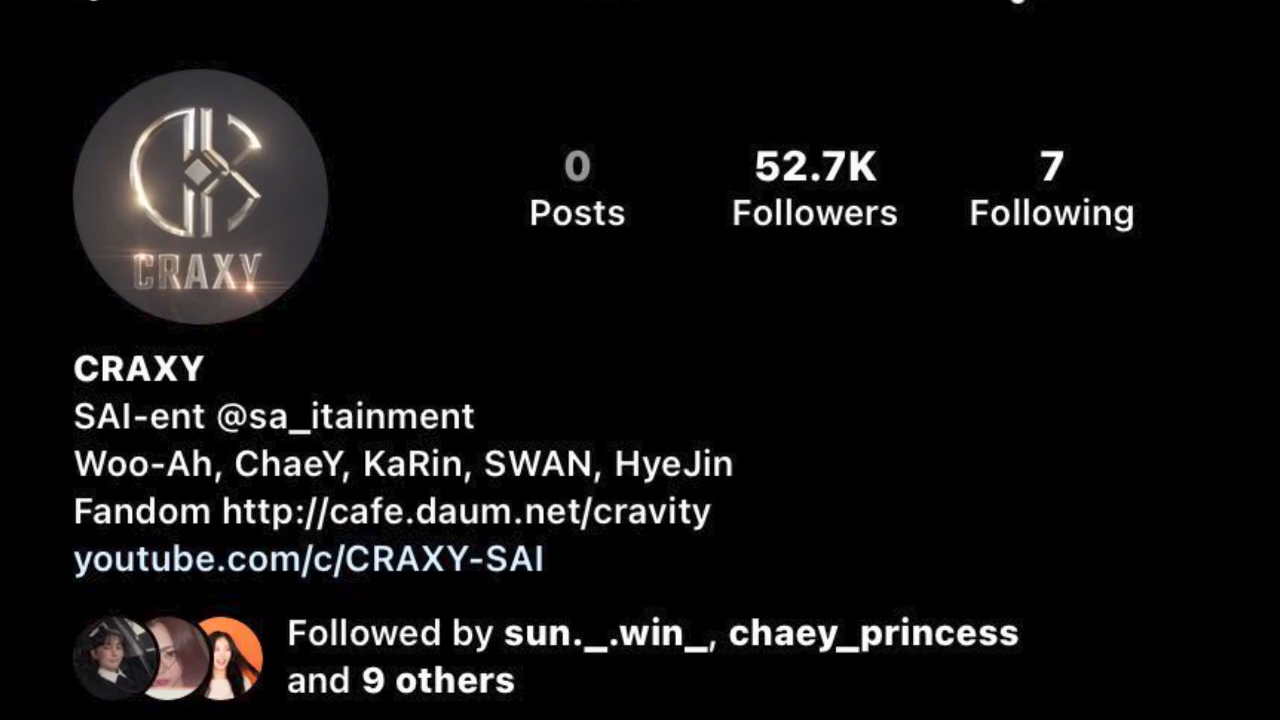 CRAXY
0
Posts
52.7K
Followers
7
Following
CRAXY
SAI-ent @sa_itainment
Woo-Ah, ChaeY, KaRin, SWAN, HyeJin
Fandom http://cafe.daum.net/cravity
youtube.com/c/CRAXY-SAI
Followed by sun._.win_, chaey_princess
and 9 others